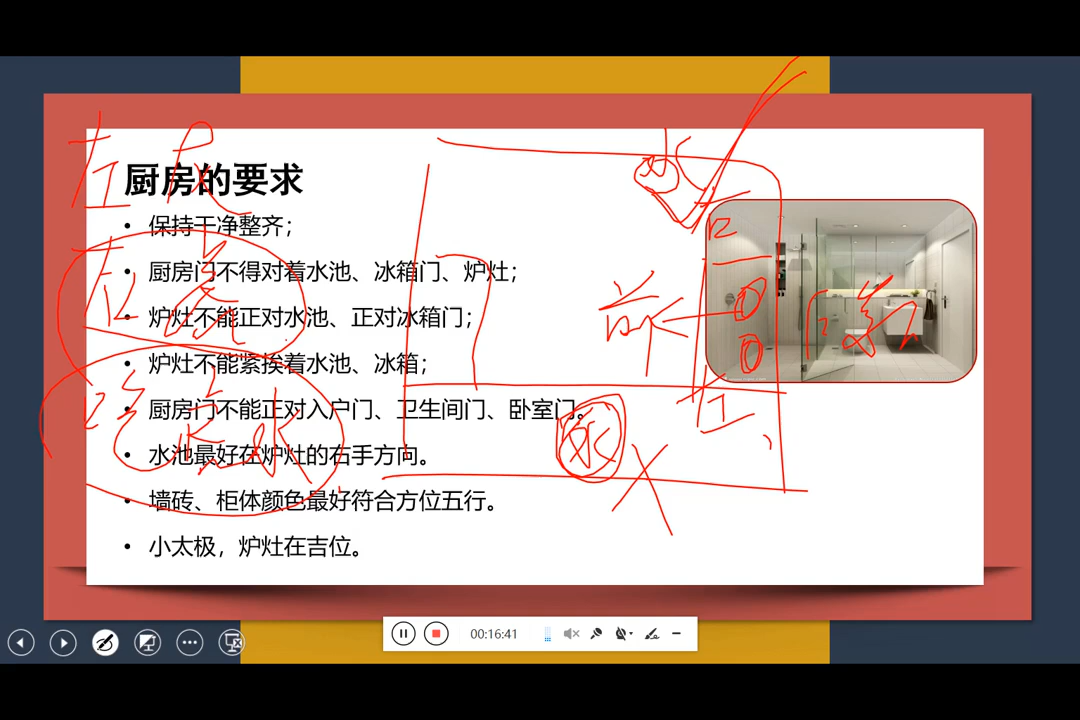 厨房的要求
• 保持干净整齐；
• 厨房门不得对着水池、冰箱门、炉灶；
• 炉灶不能正对水池、正对冰箱门；
• 炉灶不能紧挨着水池、冰箱；
• 厨房门不能正对入户门、卫生间门、卧室门。
• 水池最好在炉灶的右手方向。
• 墙砖、柜体颜色最好符合方位五行。
• 小太极，炉灶在吉位。
左
右
水
右
前
左
水
00:16:41